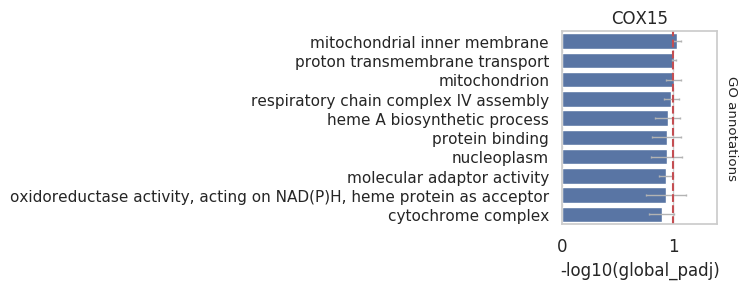 COX15
mitochondrial inner membrane
proton transmembrane transport
mitochondrion
respiratory chain complex IV assembly
heme A biosynthetic process
protein binding
nucleoplasm
molecular adaptor activity
oxidoreductase activity, acting on NAD(P)H, heme protein as acceptor
cytochrome complex
GO annotations
0 1
-log10(global_padj)